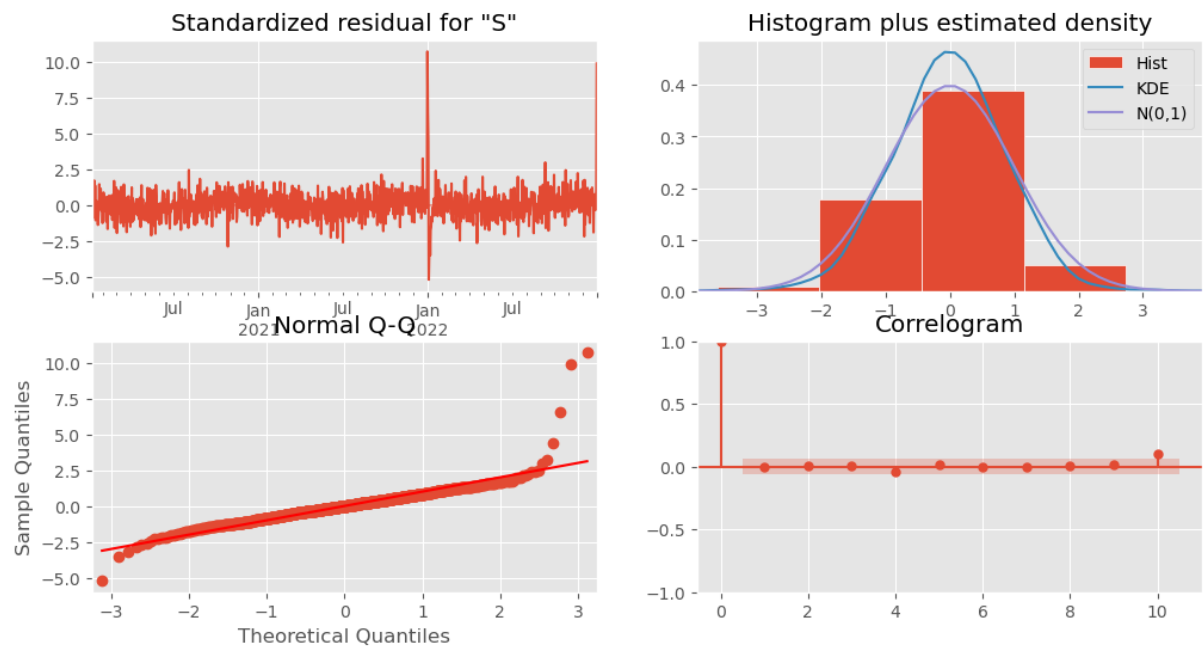 Standardized residual for "S"
10.0
7.5
5.0
2.5
0.0
−2.5
−5.0
Jul
Jan
2021
Jul
Jan
2022
Jul
Histogram plus estimated density
Hist
KDE
N(0,1)
0.4
0.3
0.2
0.1
0.0
−3 −2 −1 0 1 2 3
Normal Q-Q
Sample Quantiles
10.0
7.5
5.0
2.5
0.0
−2.5
−5.0
−3 −2 −1 0 1 2 3
Theoretical Quantiles
Correlogram
1.0
0.5
0.0
−0.5
−1.0
0 2 4 6 8 10